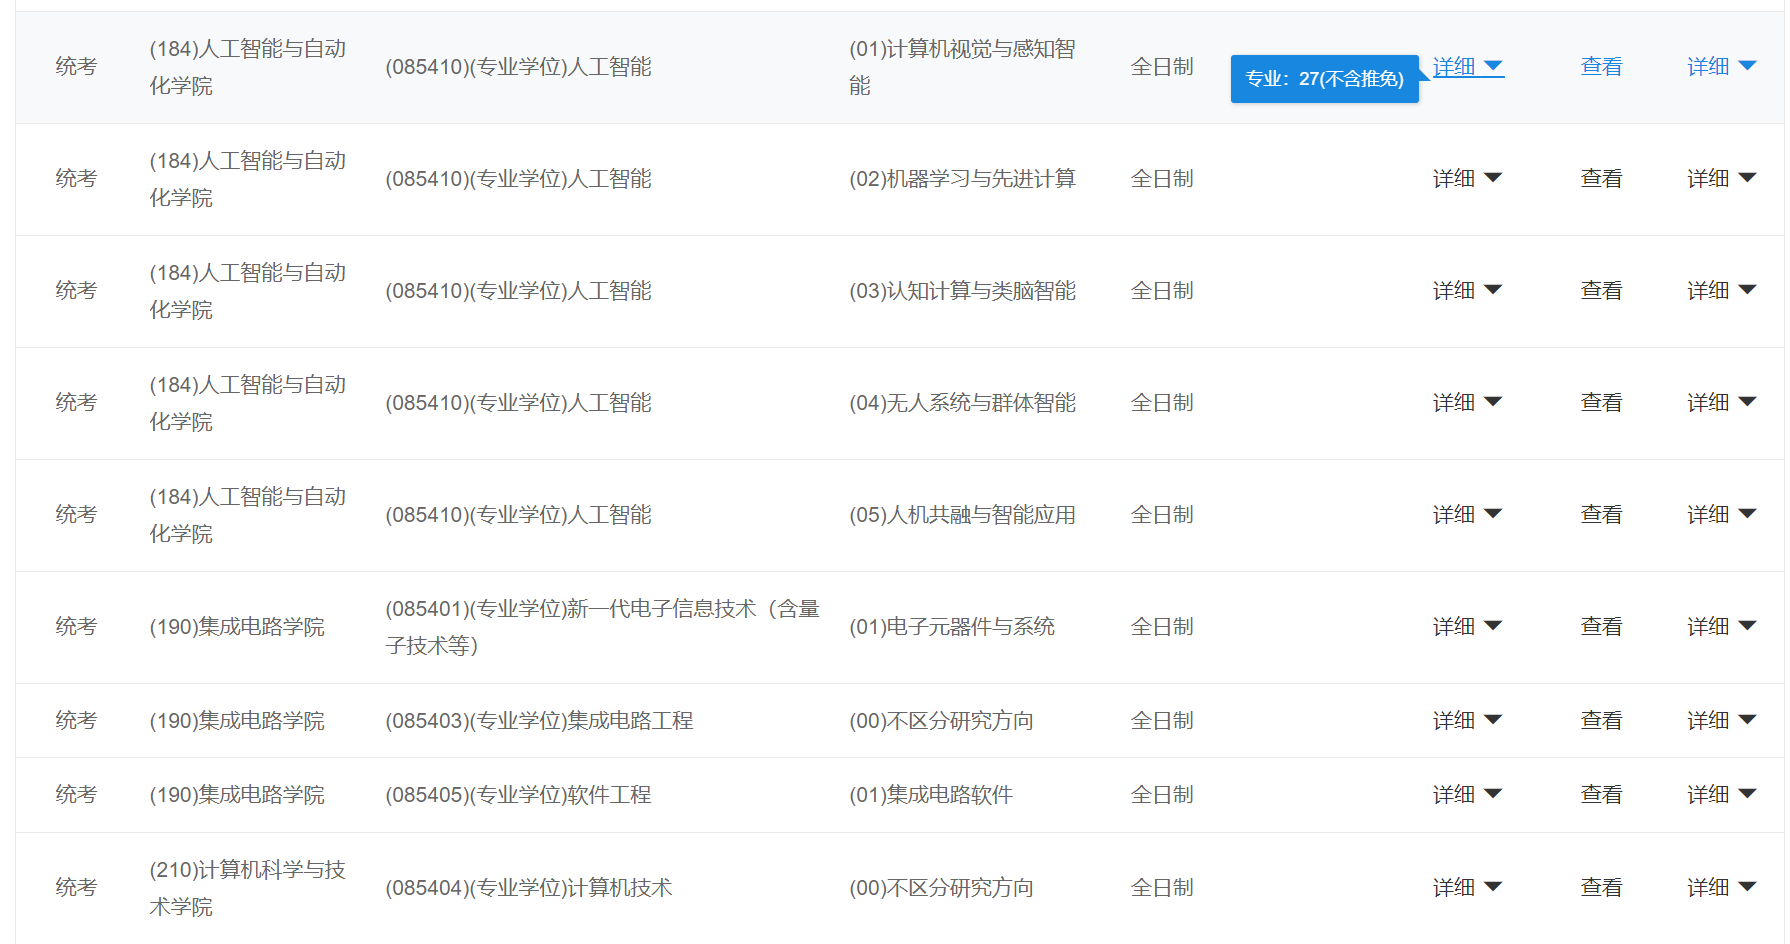 统考 (184)人工智能与自动化学院 (085410)(专业学位)人工智能 (01)计算机视觉与感知智能 全日制 专业：27(不含推免) 详细 查看 详细
统考 (184)人工智能与自动化学院 (085410)(专业学位)人工智能 (02)机器学习与先进计算 全日制 详细 查看 详细
统考 (184)人工智能与自动化学院 (085410)(专业学位)人工智能 (03)认知计算与类脑智能 全日制 详细 查看 详细
统考 (184)人工智能与自动化学院 (085410)(专业学位)人工智能 (04)无人系统与群体智能 全日制 详细 查看 详细
统考 (184)人工智能与自动化学院 (085410)(专业学位)人工智能 (05)人机共融与智能应用 全日制 详细 查看 详细
统考 (190)集成电路学院 (085401)(专业学位)新一代电子信息技术（含量子技术等） (01)电子元器件与系统 全日制 详细 查看 详细
统考 (190)集成电路学院 (085403)(专业学位)集成电路工程 (00)不区分研究方向 全日制 详细 查看 详细
统考 (190)集成电路学院 (085405)(专业学位)软件工程 (01)集成电路软件 全日制 详细 查看 详细
统考 (210)计算机科学与技术学院 (085404)(专业学位)计算机技术 (00)不区分研究方向 全日制 详细 查看 详细